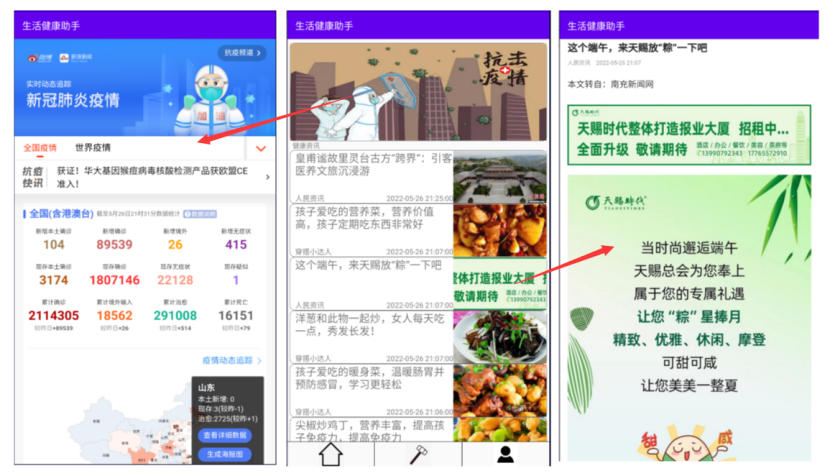 生活健康助手
微博
新浪新闻
抗疫频道
实时动态追踪
新冠肺炎疫情
加 油
全国疫情 世界疫情
抗疫快讯
获证！华大基因猴痘病毒核酸检测产品获欧盟CE
准入！
全国(含港澳台) 截至5月26日21时31分数据统计 数据说明
新增本土确诊 新增确诊 新增境外 新增无症状
104 89539 26 415
现存本土确诊 现存确诊 现存无症状 现存疑似
3174 1807146 22128 1
累计确诊 累计境外输入 累计治愈 累计死亡
2114305 18562 291008 16151
较昨日+89539 较昨日+26 较昨日+514 较昨日+79
疫情动态追踪
山东
本土新增: 0
现存:3(较昨-1)
治愈:2725(较昨+1)
查看详细数据
生成海报图
生活健康助手
抗击
疫情
健康资讯
皇甫谧故里灵台古方“跨界”：引客
医养文旅沉浸游
人民资讯 2022-05-26 21:25:00
孩子爱吃的营养菜，营养价值
高，孩子定期吃东西非常好
穿搭小达人 2022-05-26 21:07:00
这个端午，来天赐放“粽”一下吧
人民资讯 2022-05-26 21:07:00
体打造报业大厦
敬请期待
洋葱和此物一起炒，女人每天吃
一点，秀发长发！
穿搭小达人 2022-05-26 21:07:00
孩子爱吃的暖身菜，温暖肠胃并
预防感冒，学习更轻松
穿搭小达人 2022-05-26 21:06:00
尖椒炒鸡丁，营养丰富，提高孩
子免疫力，提高免疫力
生活健康助手
这个端午，来天赐放“粽”一下吧
人民资讯 2022-05-26 21:07
本文转自：南充新闻网
天赐时代
天赐时代整体打造报业大厦 招租中...
全面升级 敬请期待
酒店 / 办公 / 餐饮 / 美容 / 美麻等
13990792343 17765572910
天赐時代
TIANCITIMES
当时尚邂逅端午
天赐总会为您奉上
属于您的专属礼遇
让您 “粽” 星捧月
精致、优雅、休闲、摩登
可甜可咸
让您美美一整夏
甜 咸